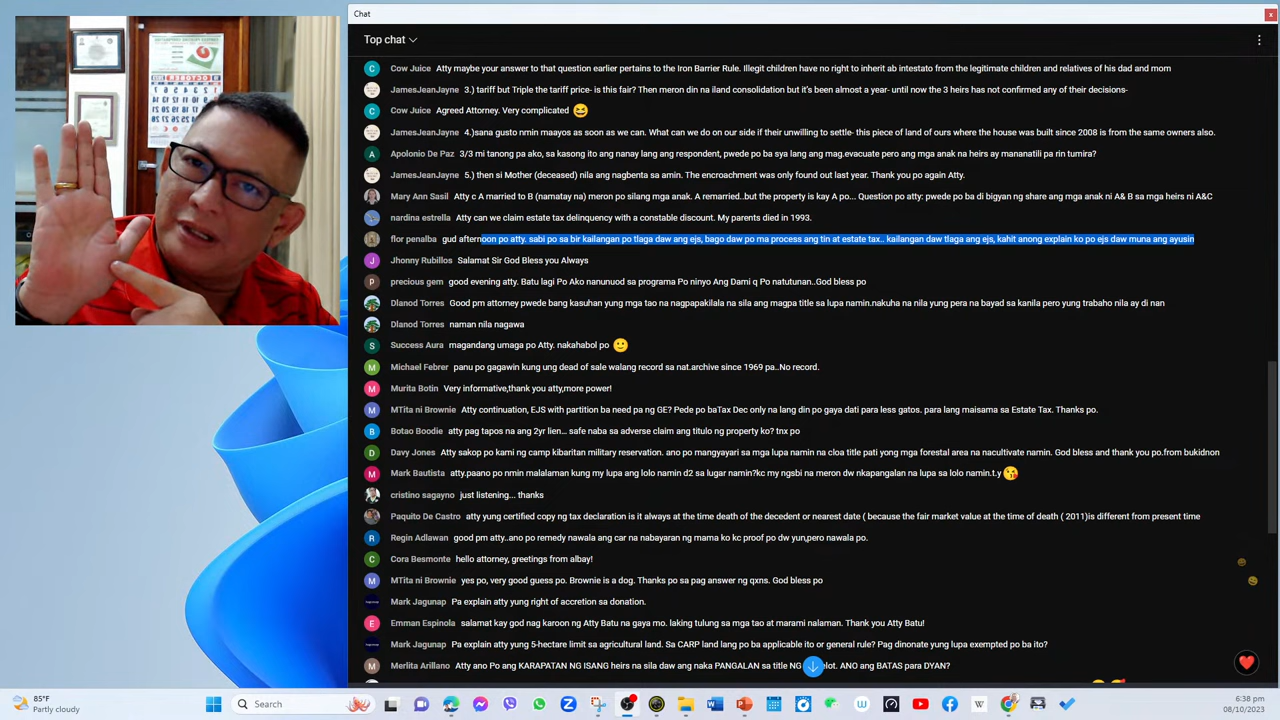 Chat
Top chat
Cow Juice Atty maybe your answer to that question earlier pertains to the Iron Barrier Rule. Illegit children have no right to inherit ab intestato from the legitimate children and relatives of his dad and mom
JamesJeanJayne 3.) tariff but Triple the tariff price- is this fair? Then meron din na iland consolidation but it's been almost a year- until now the 3 heirs has not confirmed any of their decisions-
Cow Juice Agreed Attorney. Very complicated 😆
JamesJeanJayne 4.)sana gusto nmin maayos as soon as we can. What can we do on our side if their unwilling to settle- this piece of land of ours where the house was built since 2008 is from the same owners also.
A Apolonio De Paz 3/3 mi tanong pa ako, sa kasong ito ang nanay lang ang respondent, pwede po ba sya lang ang mag.evacuate pero ang mga anak na heirs ay mananatili pa rin tumira?
JamesJeanJayne 5.) then si Mother (deceased) nila ang nagbenta sa amin. The encroachment was only found out last year. Thank you po again Atty.
Mary Ann Sasil Atty c A married to B (namatay na) meron po silang mga anak. A remarried...but the property is kay A po... Question po atty: pwede po ba di bigyan ng share ang mga anak ni A& B sa mga heirs ni A&C
nardina estrella Atty can we claim estate tax delinquency with a constable discount. My parents died in 1993.
flor penalba gud afternoon po atty. sabi po sa bir kailangan po tlaga daw ang ejs, bago daw po ma process ang tin at estate tax.. kailangan daw tlaga ang ejs, kahit anong explain ko po ejs daw muna ang ayusin
J Jhonny Rubillos Salamat Sir God Bless you Always
P precious gem good evening atty. Batu lagi Po Ako nanunuod sa programa Po ninyo Ang Dami q Po natutunan..God bless po
Dlanod Torres Good pm attorney pwede bang kasuhan yung mga tao na nagpapakilala na sila ang magpa title sa lupa namin.nakuha na nila yung pera na bayad sa kanila pero yung trabaho nila ay di nan
Dlanod Torres naman nila nagawa
S Success Aura magandang umaga po Atty. nakahabol po 🙂
M Michael Febrer panu po gagawin kung ung dead of sale walang record sa nat.archive since 1969 pa..No record.
M Murita Botin Very informative,thank you atty,more power!
M MTita ni Brownie Atty continuation, EJS with partition ba need pa ng GE? Pede po baTax Dec only na lang din po gaya dati para less gatos. para lang maisama sa Estate Tax. Thanks po.
B Botao Boodie atty pag tapos na ang 2yr lien... safe naba sa adverse claim ang titulo ng property ko? tnx po
D Davy Jones Atty sakop po kami ng camp kibaritan military reservation. ano po mangyayari sa mga lupa namin na cloa title pati yong mga forestal area na nacultivate namin. God bless and thank you po.from bukidnon
M Mark Bautista atty.paano po nmin malalaman kung my lupa ang lolo namin d2 sa lugar namin?kc my ngsbi na meron dw nkapangalan na lupa sa lolo namin.t.y 😘
cristino sagayno just listening... thanks
Paquito De Castro atty yung certified copy ng tax declaration is it always at the time death of the decedent or nearest date ( because the fair market value at the time of death ( 2011)is different from present time
R Regin Adlawan good pm atty..ano po remedy nawala ang car na nabayaran ng mama ko kc proof po dw yun,pero nawala po.
C Cora Besmonte hello attorney, greetings from albay!
M MTita ni Brownie yes po, very good guess po. Brownie is a dog. Thanks po sa pag answer ng qxns. God bless po
Mark Jagunap Pa explain atty yung right of accretion sa donation.
E Emman Espinola salamat kay god nag karoon ng Atty Batu na gaya mo. laking tulung sa mga tao at marami nalaman. Thank you Atty Batu!
Mark Jagunap Pa explain atty yung 5-hectare limit sa agricultural land. Sa CARP land lang po ba applicable ito or general rule? Pag dinonate yung lupa exempted po ba ito?
M Merlita Arillano Atty ano Po ang KARAPATAN NG ISANG heirs na sila daw ang naka PANGALAN sa title NG elot. ANO ang BATAS para DYAN?
OCTOBER
85°F
Partly cloudy
Search
6:38 pm
08/10/2023